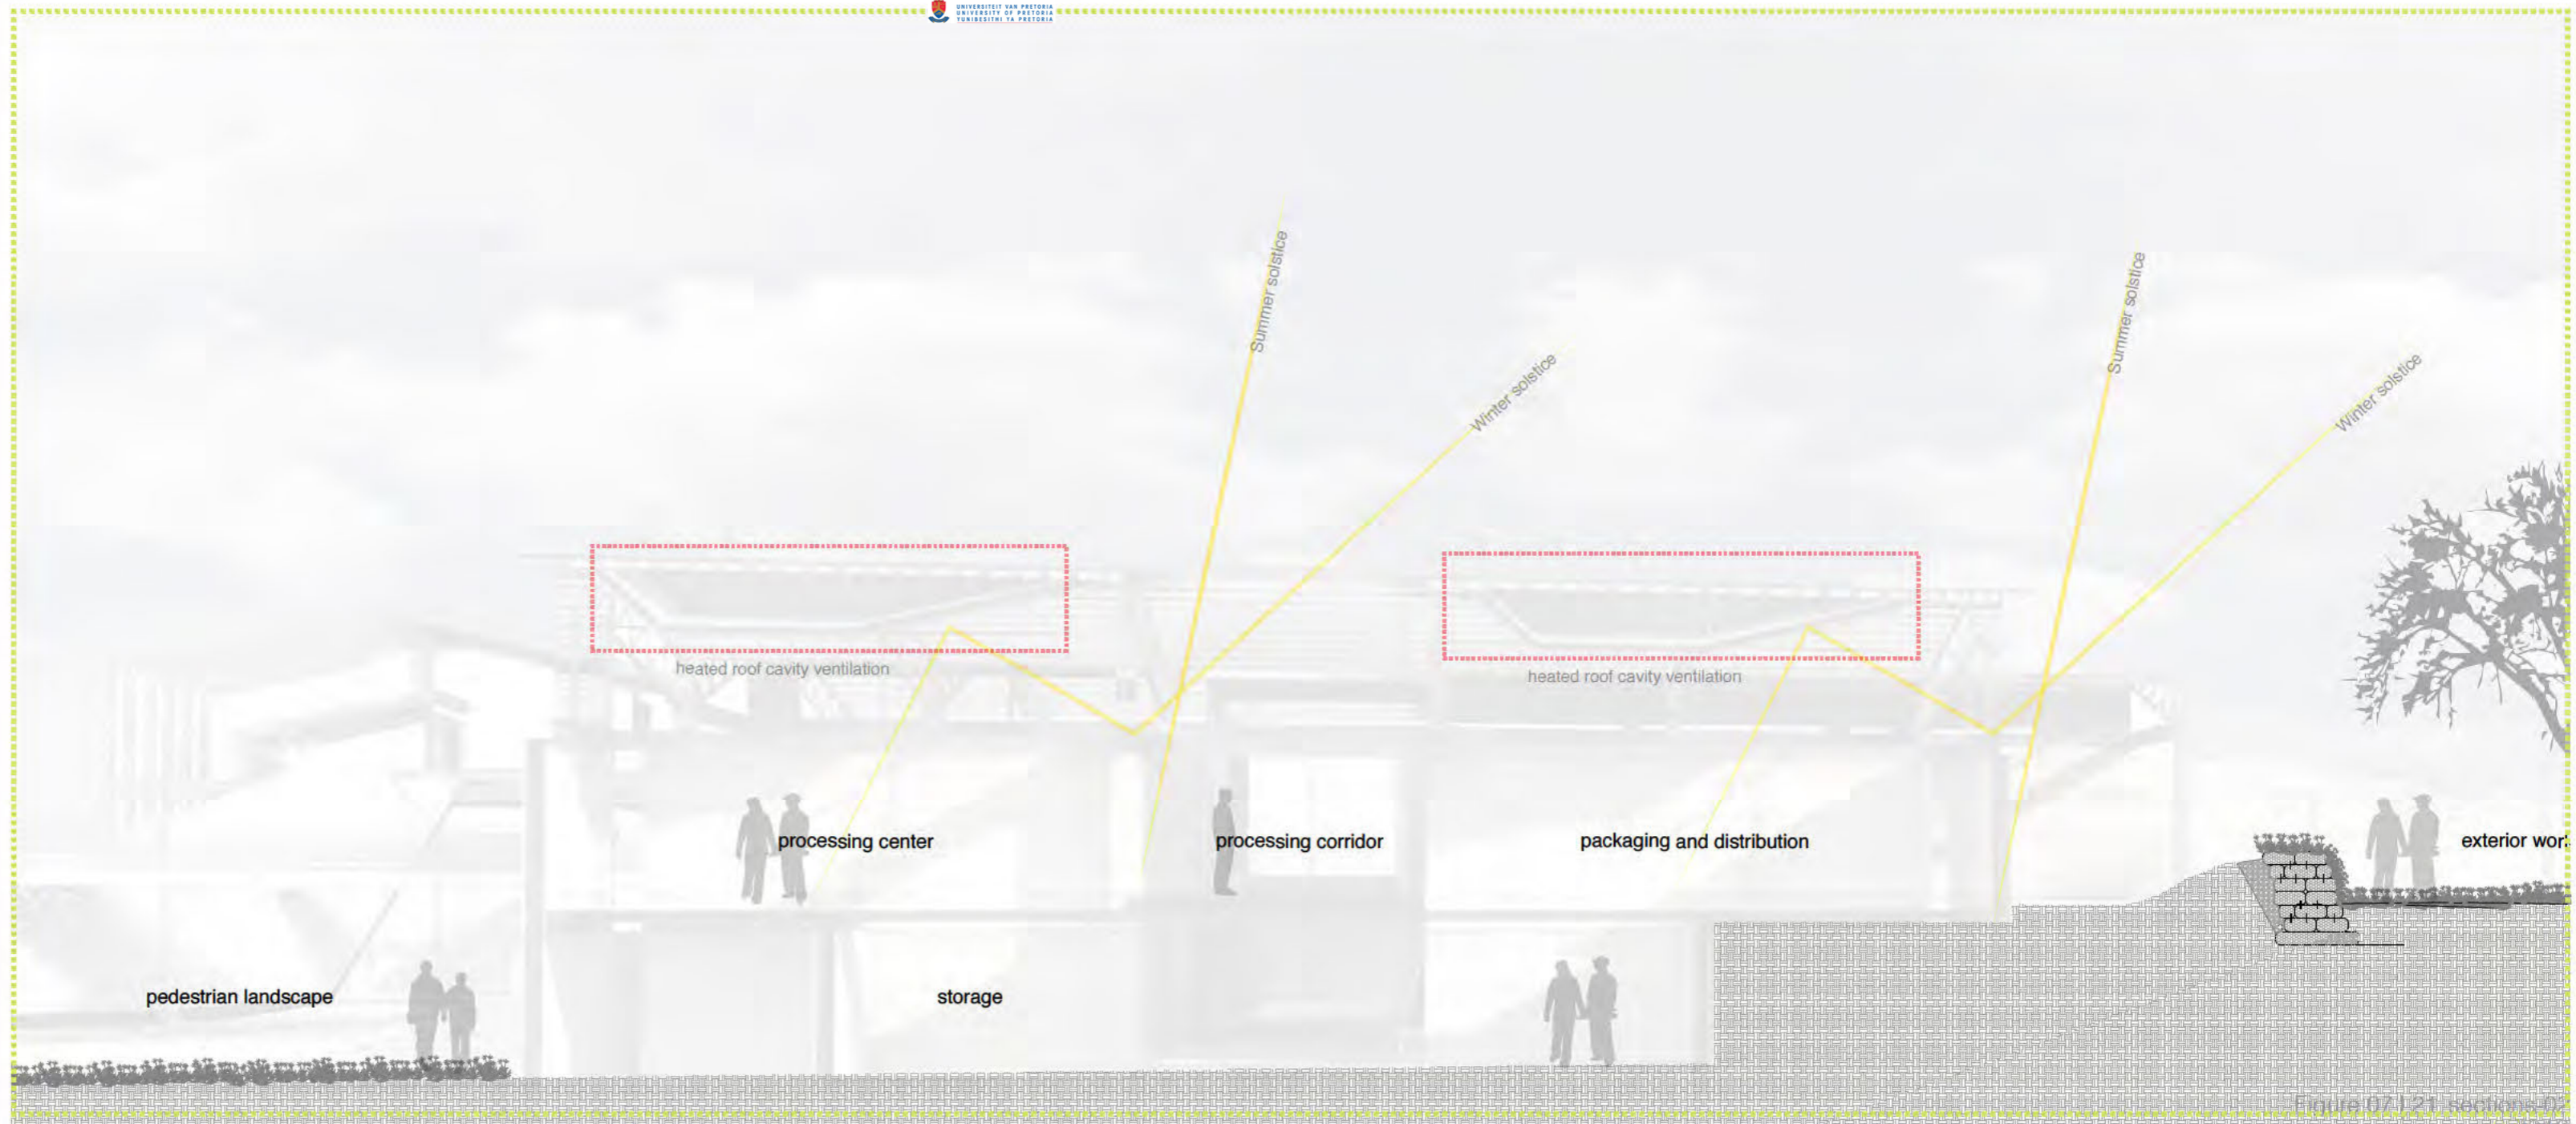 UNIVERSITEIT VAN PRETORIA
UNIVERSITY OF PRETORIA
YUNIBESITHI YA PRETORIA
Summer solstice
Summer solstice
Winter solstice
Winter solstice
heated roof cavity ventilation
heated roof cavity ventilation
processing center
processing corridor
packaging and distribution
exterior wor
pedestrian landscape
storage
Figure 07 | 21 sections-02